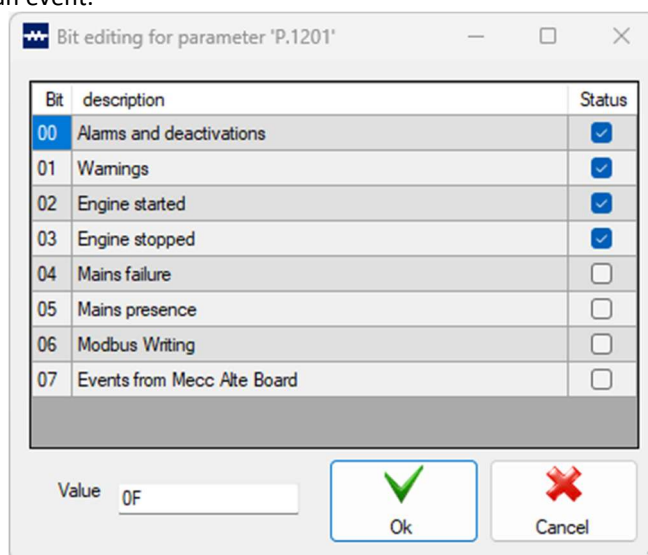 an event.
Bit editing for parameter 'P.1201'
Bit description Status
00 Alarms and deactivations
01 Warnings
02 Engine started
03 Engine stopped
04 Mains failure
05 Mains presence
06 Modbus Writing
07 Events from Mecc Alte Board
Value 0F
Ok Cancel